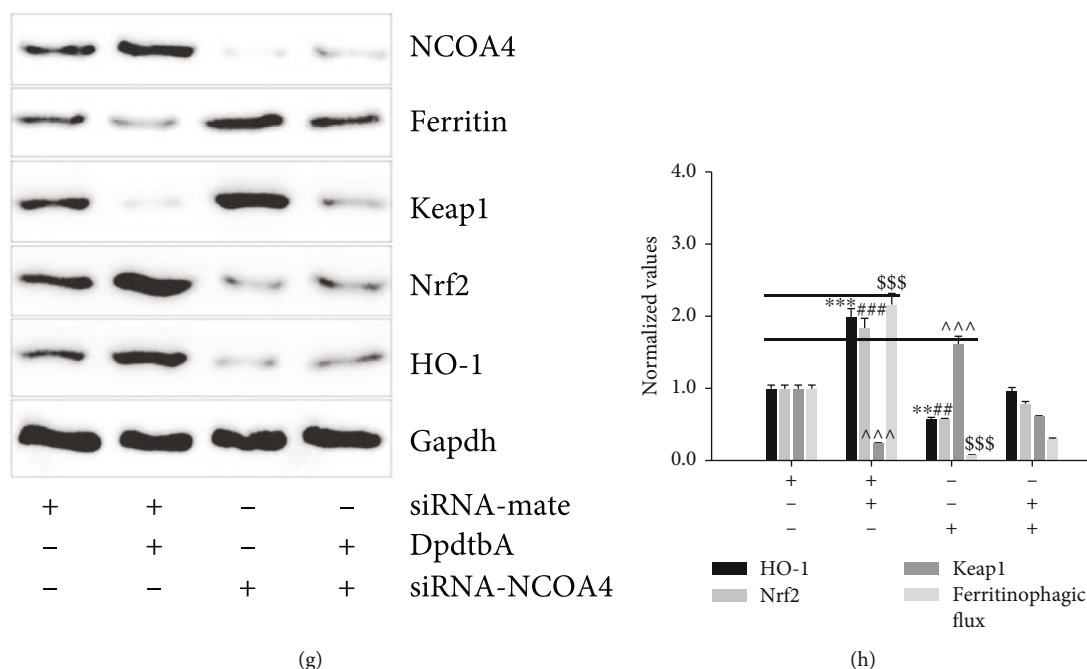 NCOA4
Ferritin
Keap1
Nrf2
HO-1
Gapdh
+ + – – siRNA-mate
– + – + DpdtbA
– – + + siRNA-NCOA4
(g)
Normalized values
4.0
3.0
2.0
1.0
0.0
$$$
***###
^^^
**##
^^^
$$$
+ + – –
– + – +
– – + +
HO-1
Nrf2
Keap1
Ferritinophagic
flux
(h)